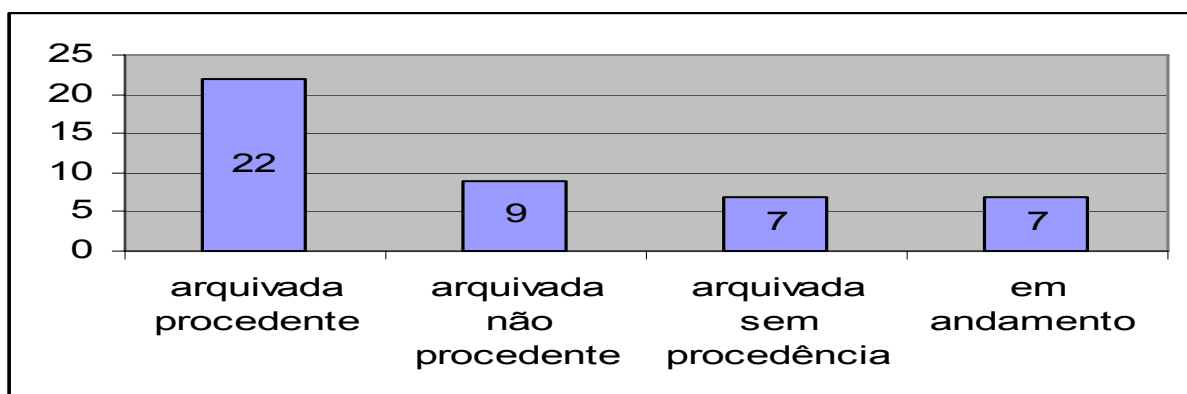 25
20
15
10
5
0
22
9
7
7
arquivada
procedente
arquivada
não
procedente
arquivada
sem
procedência
em
andamento